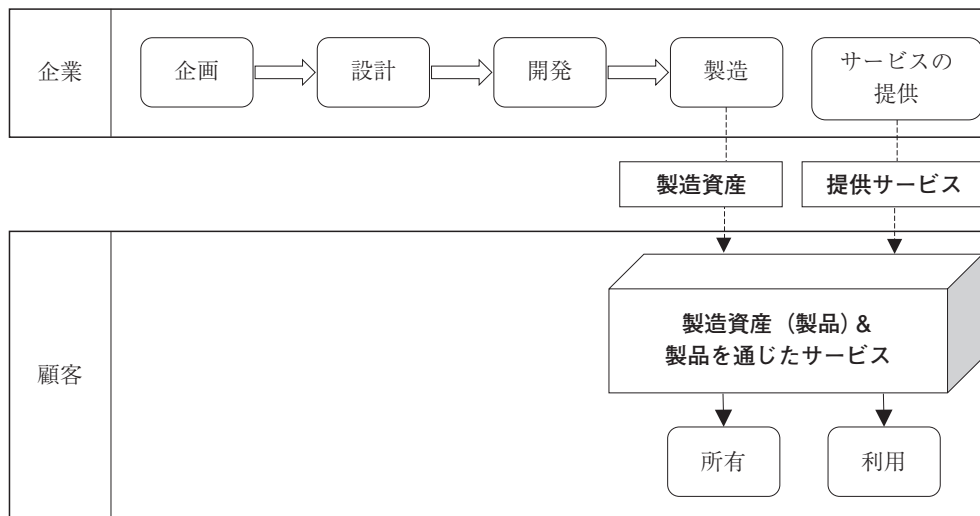 企業
企画
設計
開発
製造
サービスの
提供
製造資産
提供サービス
顧客
製造資産（製品）&
製品を通じたサービス
所有
利用